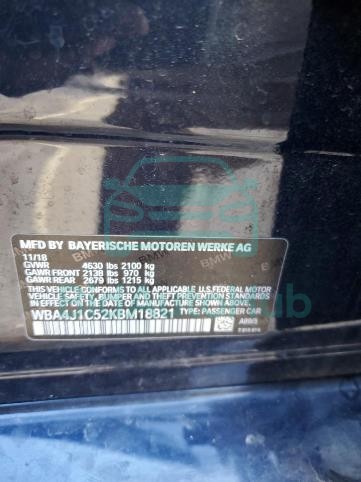 MFD BY BAYERISCHE MOTOREN WERKE AG
11/18
GVWR 4630 lbs 2100 kg
GAWR FRONT 2138 lbs 970 kg
GAWR REAR 2679 lbs 1215 kg
THIS VEHICLE CONFORMS TO ALL APPLICABLE U.S. FEDERAL MOTOR
VEHICLE SAFETY, BUMPER AND THEFT PREVENTION STANDARDS IN
EFFECT ON THE DATE OF MANUFACTURE SHOWN ABOVE.
WBA4J1C52KBM18821
TYPE: PASSENGER CAR